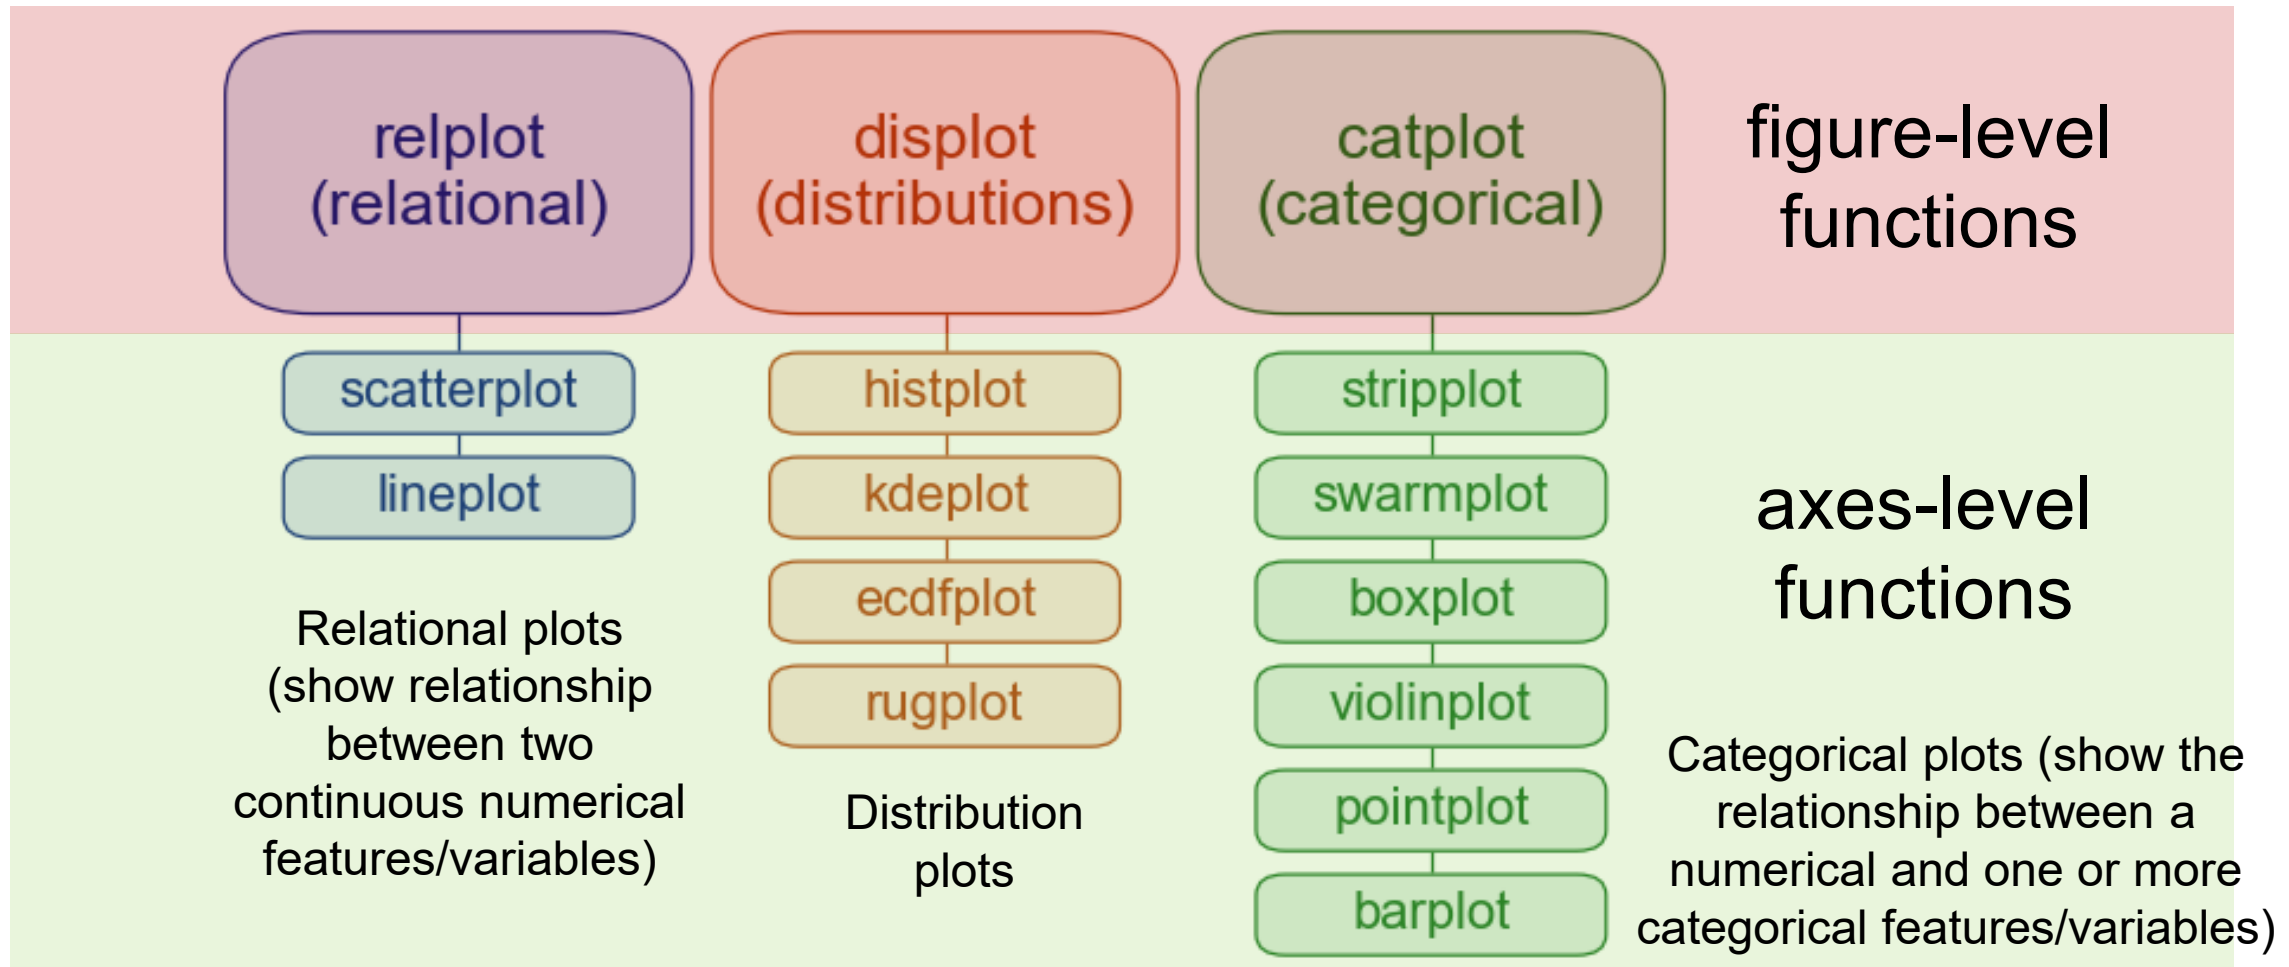 relplot
(relational)
displot
(distributions)
catplot
(categorical)
figure-level
functions
scatterplot
lineplot
Relational plots
(show relationship
between two
continuous numerical
features/variables)
histplot
kdeplot
ecdfplot
rugplot
Distribution
plots
stripplot
swarmplot
boxplot
violinplot
pointplot
barplot
axes-level
functions
Categorical plots (show the
relationship between a
numerical and one or more
categorical features/variables)